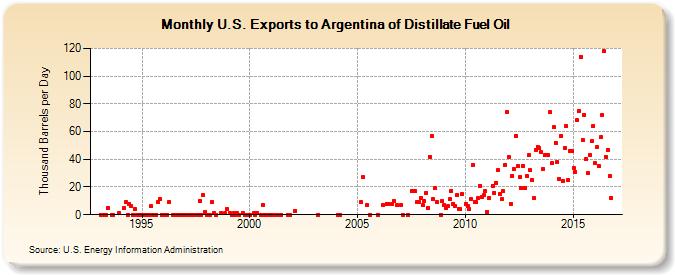 Monthly U.S. Exports to Argentina of Distillate Fuel Oil
Thousand Barrels per Day
120
100
80
60
40
20
0
1995 2000 2005 2010 2015
Source: U.S. Energy Information Administration